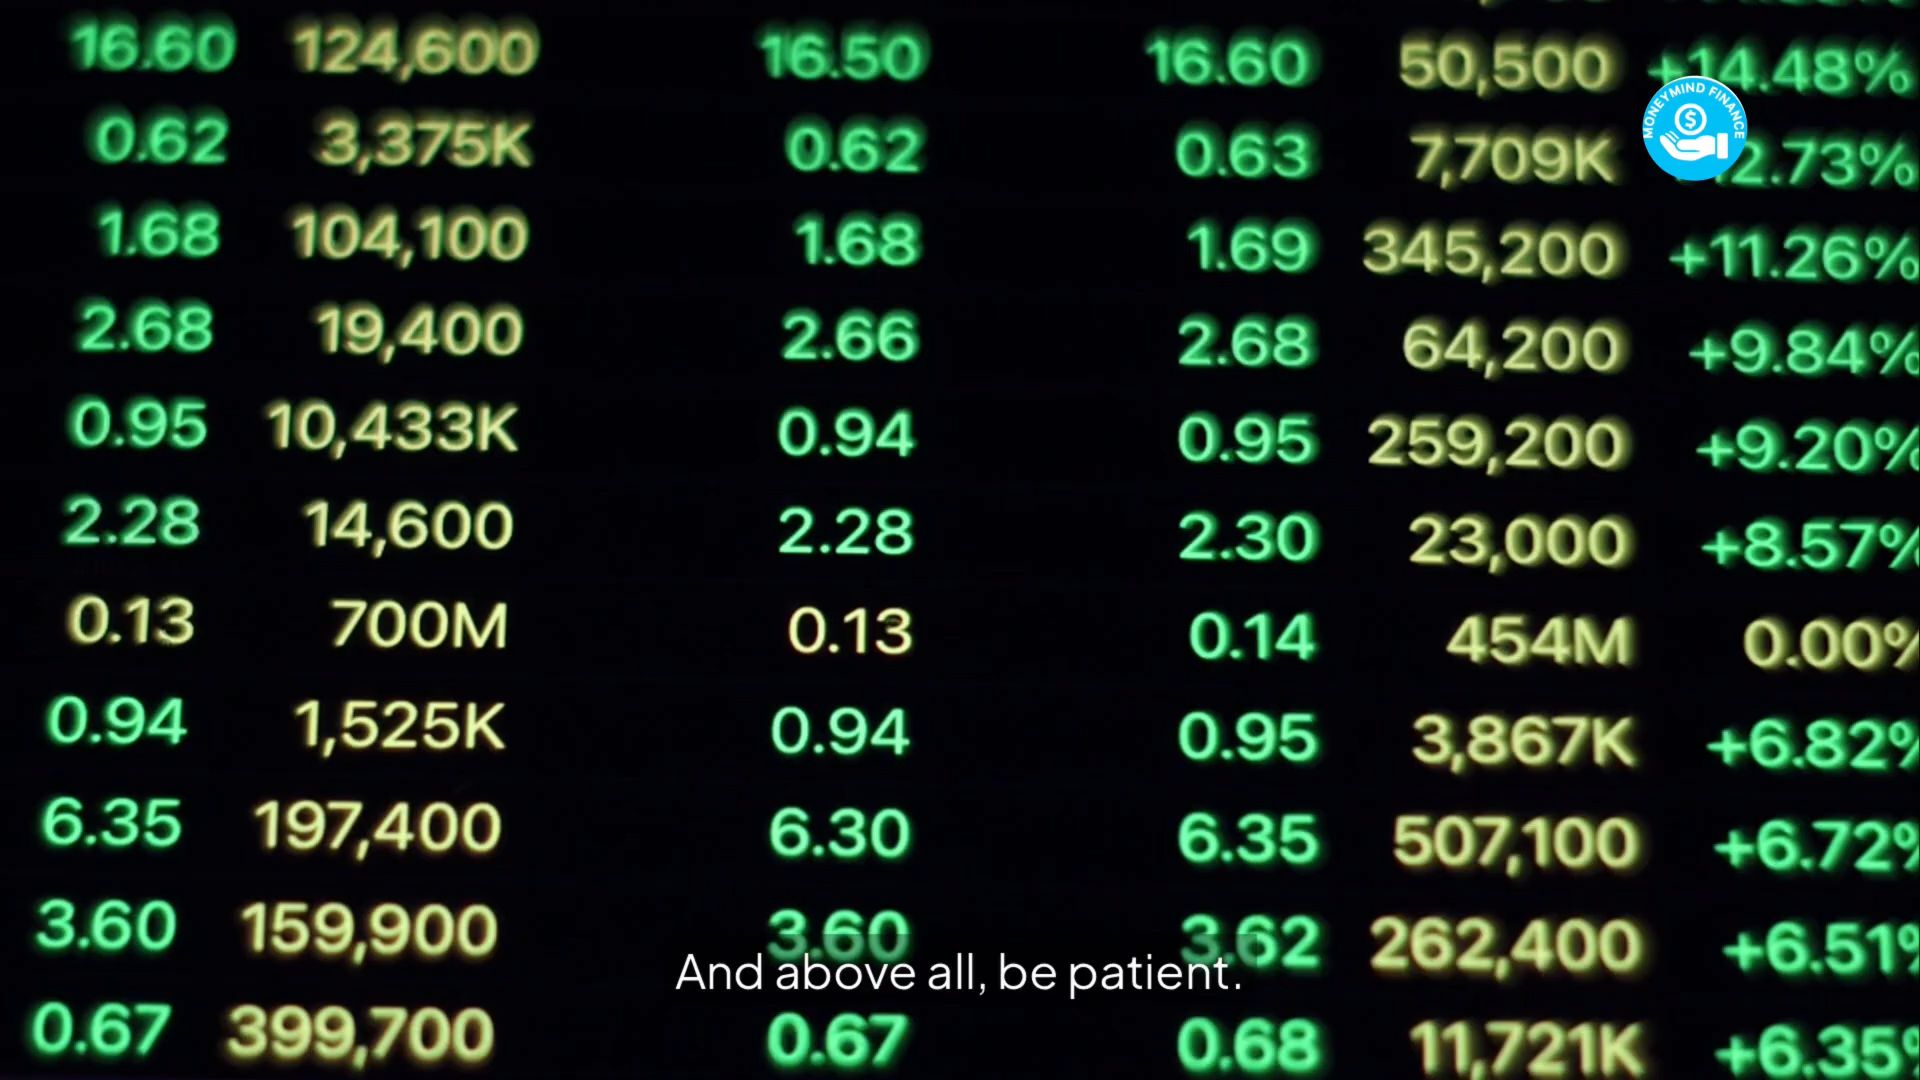 16.60 124,600 16.50 16.60 50,500 +14.48%
MONEYMIND FINANCE
$
0.62 3,375K 0.62 0.63 7,709K 2.73%
1.68 104,100 1.68 1.69 345,200 +11.26%
2.68 19,400 2.66 2.68 64,200 +9.84%
0.95 10,433K 0.94 0.95 259,200 +9.20%
2.28 14,600 2.28 2.30 23,000 +8.57%
0.13 700M 0.13 0.14 454M 0.00%
0.94 1,525K 0.94 0.95 3,867K +6.82%
6.35 197,400 6.30 6.35 507,100 +6.72%
3.60 159,900 3.60 3.62 262,400 +6.51%
And above all, be patient.
0.67 399,700 0.67 0.68 11,721K +6.35%